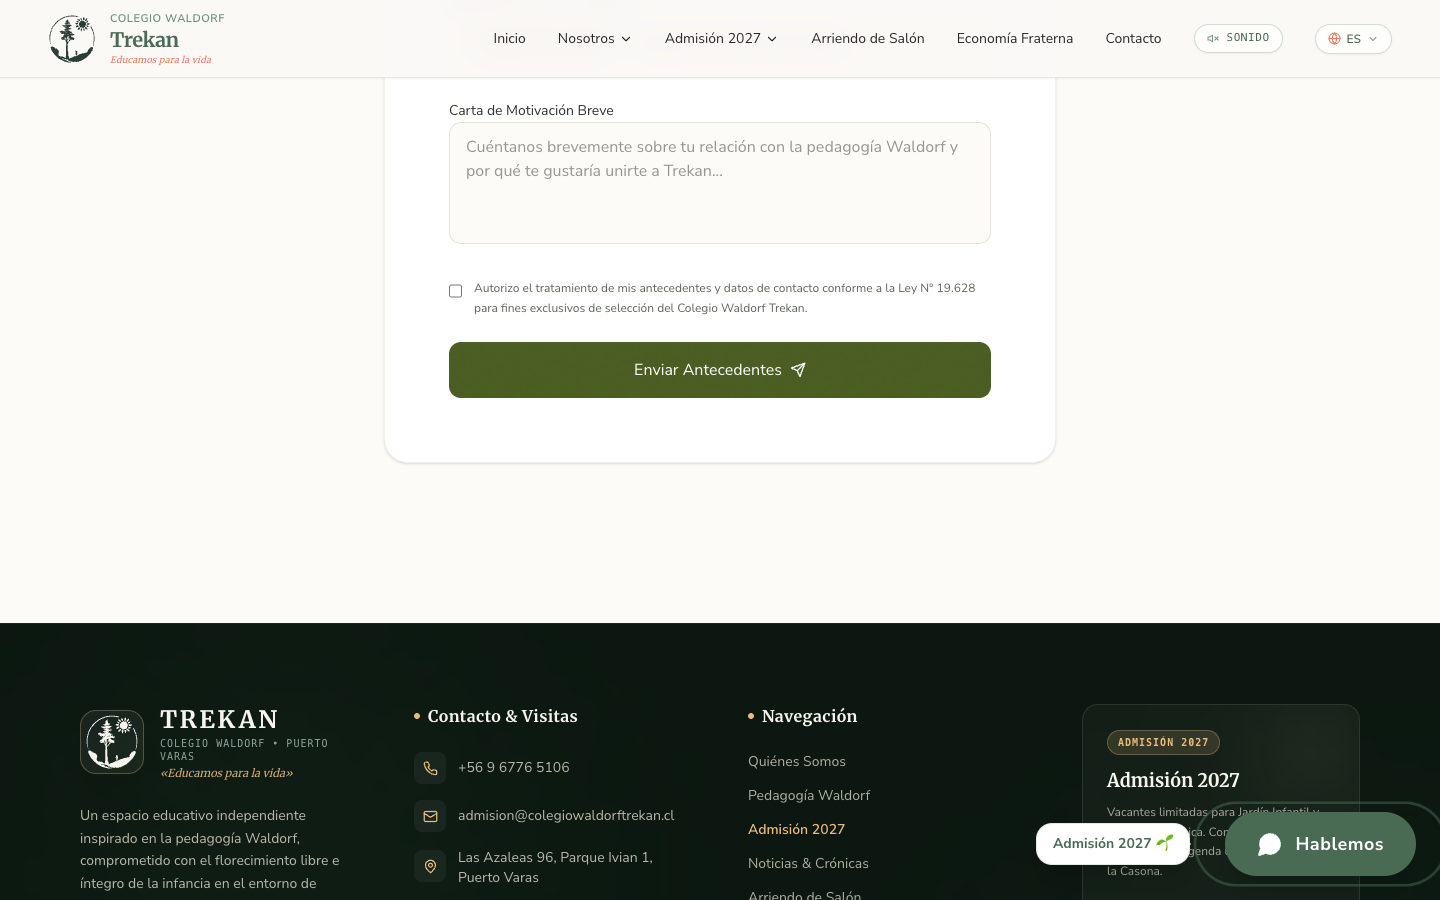 COLEGIO WALDORF
Trekan
Educamos para la vida
Inicio
Nosotros
Admisión 2027
Arriendo de Salón
Economía Fraterna
Contacto
SONIDO
ES
Carta de Motivación Breve
Cuéntanos brevemente sobre tu relación con la pedagogía Waldorf y
por qué te gustaría unirte a Trekan...
Autorizo el tratamiento de mis antecedentes y datos de contacto conforme a la Ley N° 19.628
para fines exclusivos de selección del Colegio Waldorf Trekan.
Enviar Antecedentes
TREKAN
COLEGIO WALDORF • PUERTO
VARAS
«Educamos para la vida»
Un espacio educativo independiente
inspirado en la pedagogía Waldorf,
comprometido con el florecimiento libre e
íntegro de la infancia en el entorno de
Contacto & Visitas
+56 9 6776 5106
admision@colegiowaldorftrekan.cl
Las Azaleas 96, Parque Ivian 1,
Puerto Varas
Navegación
Quiénes Somos
Pedagogía Waldorf
Admisión 2027
Noticias & Crónicas
Arriendo de Salón
ADMISIÓN 2027
Admisión 2027
Vacantes limitadas para Jardín Infantil y
la Casona.
Admisión 2027
Hablemos